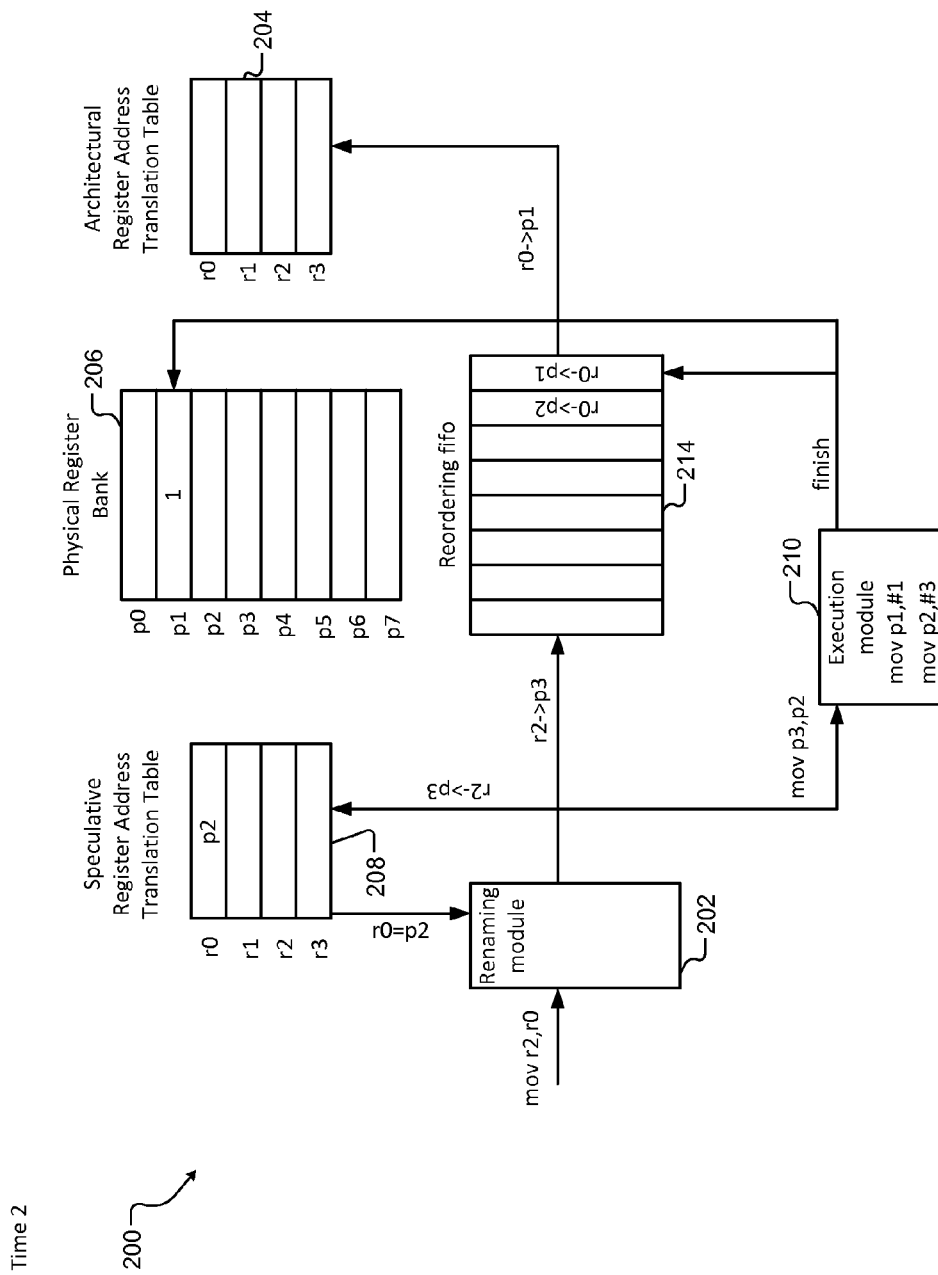 Time 2
200
Speculative
Register Address
Translation Table
r0
r1
r2
r3
p2
208
r0=p2
r2->p3
Renaming
module
202
mov r2,r0
r2->p3
mov p3,p2
Physical Register
Bank
206
p0
p1
p2
p3
p4
p5
p6
p7
1
Reordering fifo
r0->p2
r0->p1
214
Execution
module
mov p1,#1
mov p2,#3
210
finish
Architectural
Register Address
Translation Table
204
r0
r1
r2
r3
r0->p1